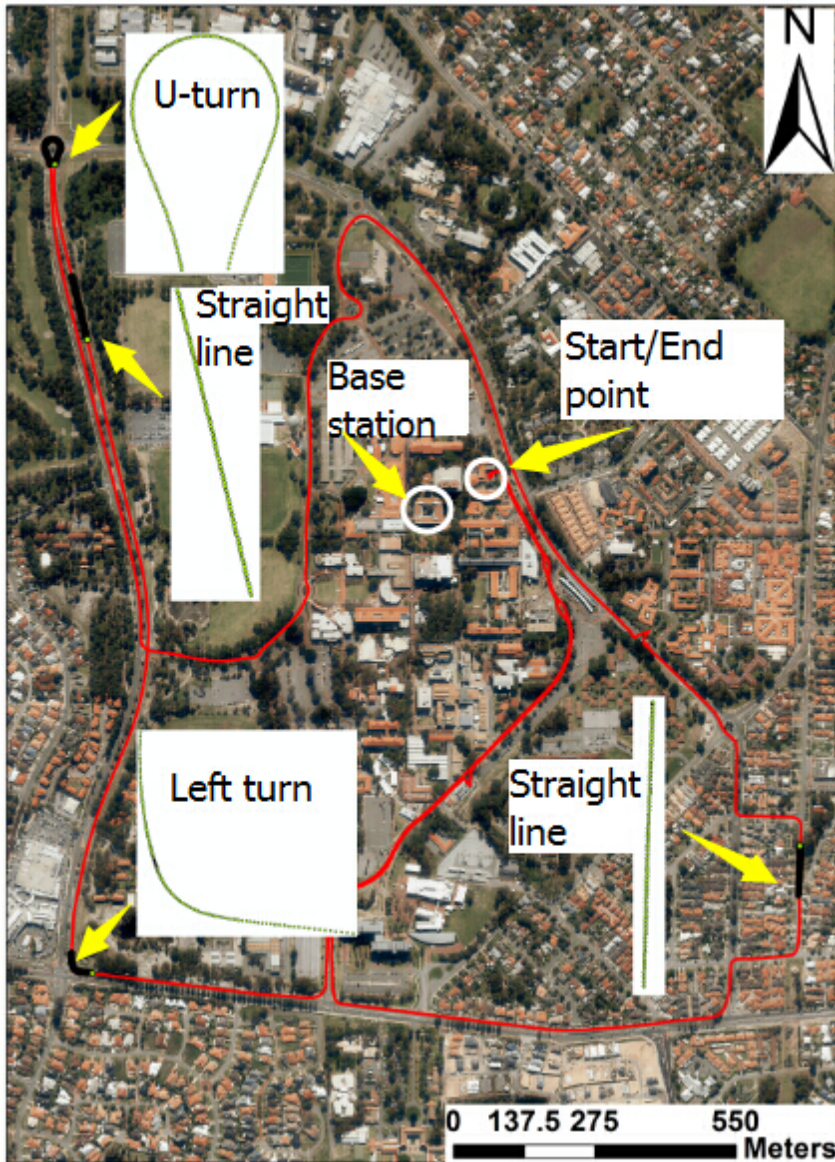 N
U-turn
Straight
line
Base
station
Start/End
point
Left turn
Straight
line
0 137.5 275 550
Meters